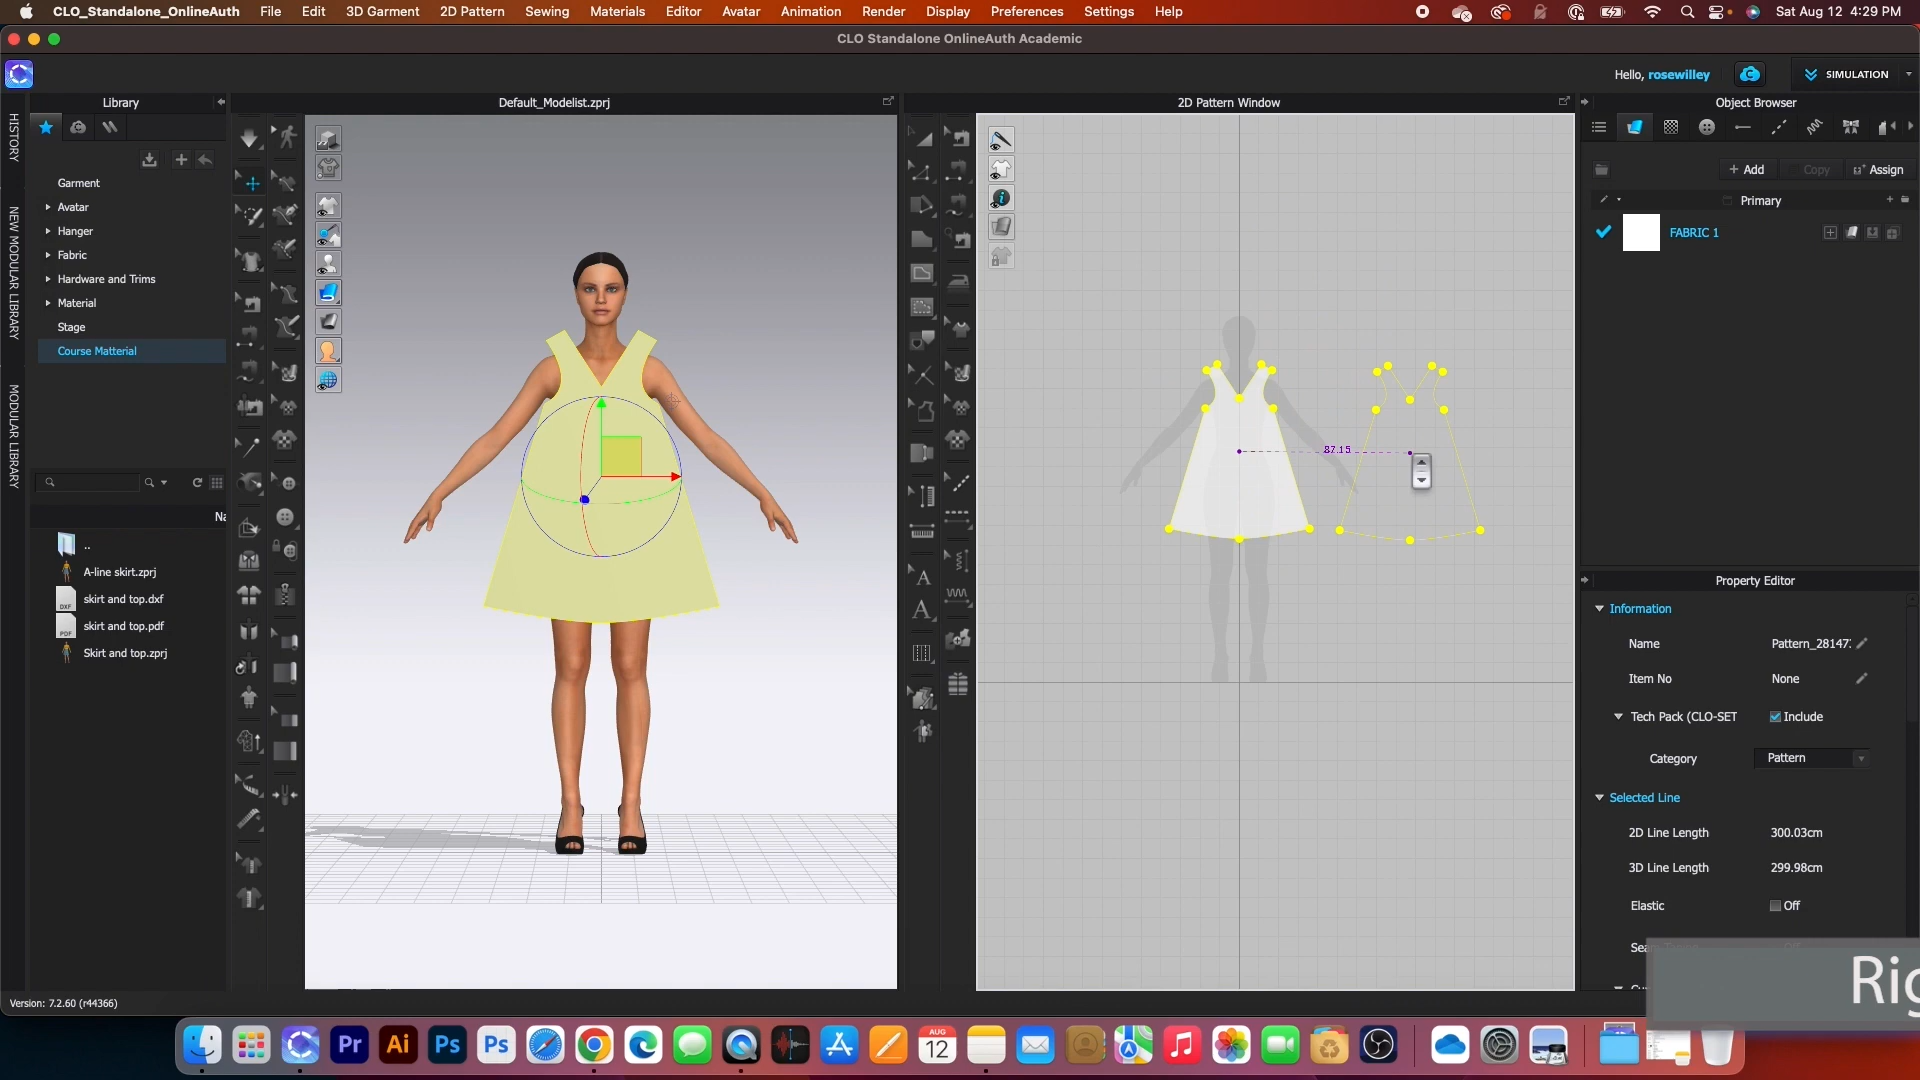 CLO_Standalone_OnlineAuth File Edit 3D Garment 2D Pattern Sewing Materials Editor Avatar Animation Render Display Preferences Settings Help Sat Aug 12 4:29 PM
CLO Standalone OnlineAuth Academic
Hello, rosewilley
SIMULATION
Library
Default_Modelist.zprj
2D Pattern Window
Object Browser
HISTORY
NEW MODULAR LIBRARY
MODULAR LIBRARY
Garment
Avatar
Hanger
Fabric
Hardware and Trims
Material
Stage
Course Matterial
Na
..
A-line skirt.zprj
skirt and top.dxf
skirt and top.pdf
Skirt and top.zprj
DXF
PDF
87.15
A
A
+ Add
Copy
Assign
Primary
FABRIC 1
Property Editor
Information
Name Pattern_28147
Item No None
Tech Pack (CLO-SET Include
Category Pattern
Selected Line
2D Line Length 300.03cm
3D Line Length 299.98cm
Elastic Off
Rig
Version: 7.2.60 (r44366)
Pr
Ai
Ps
Ps
AUG
12